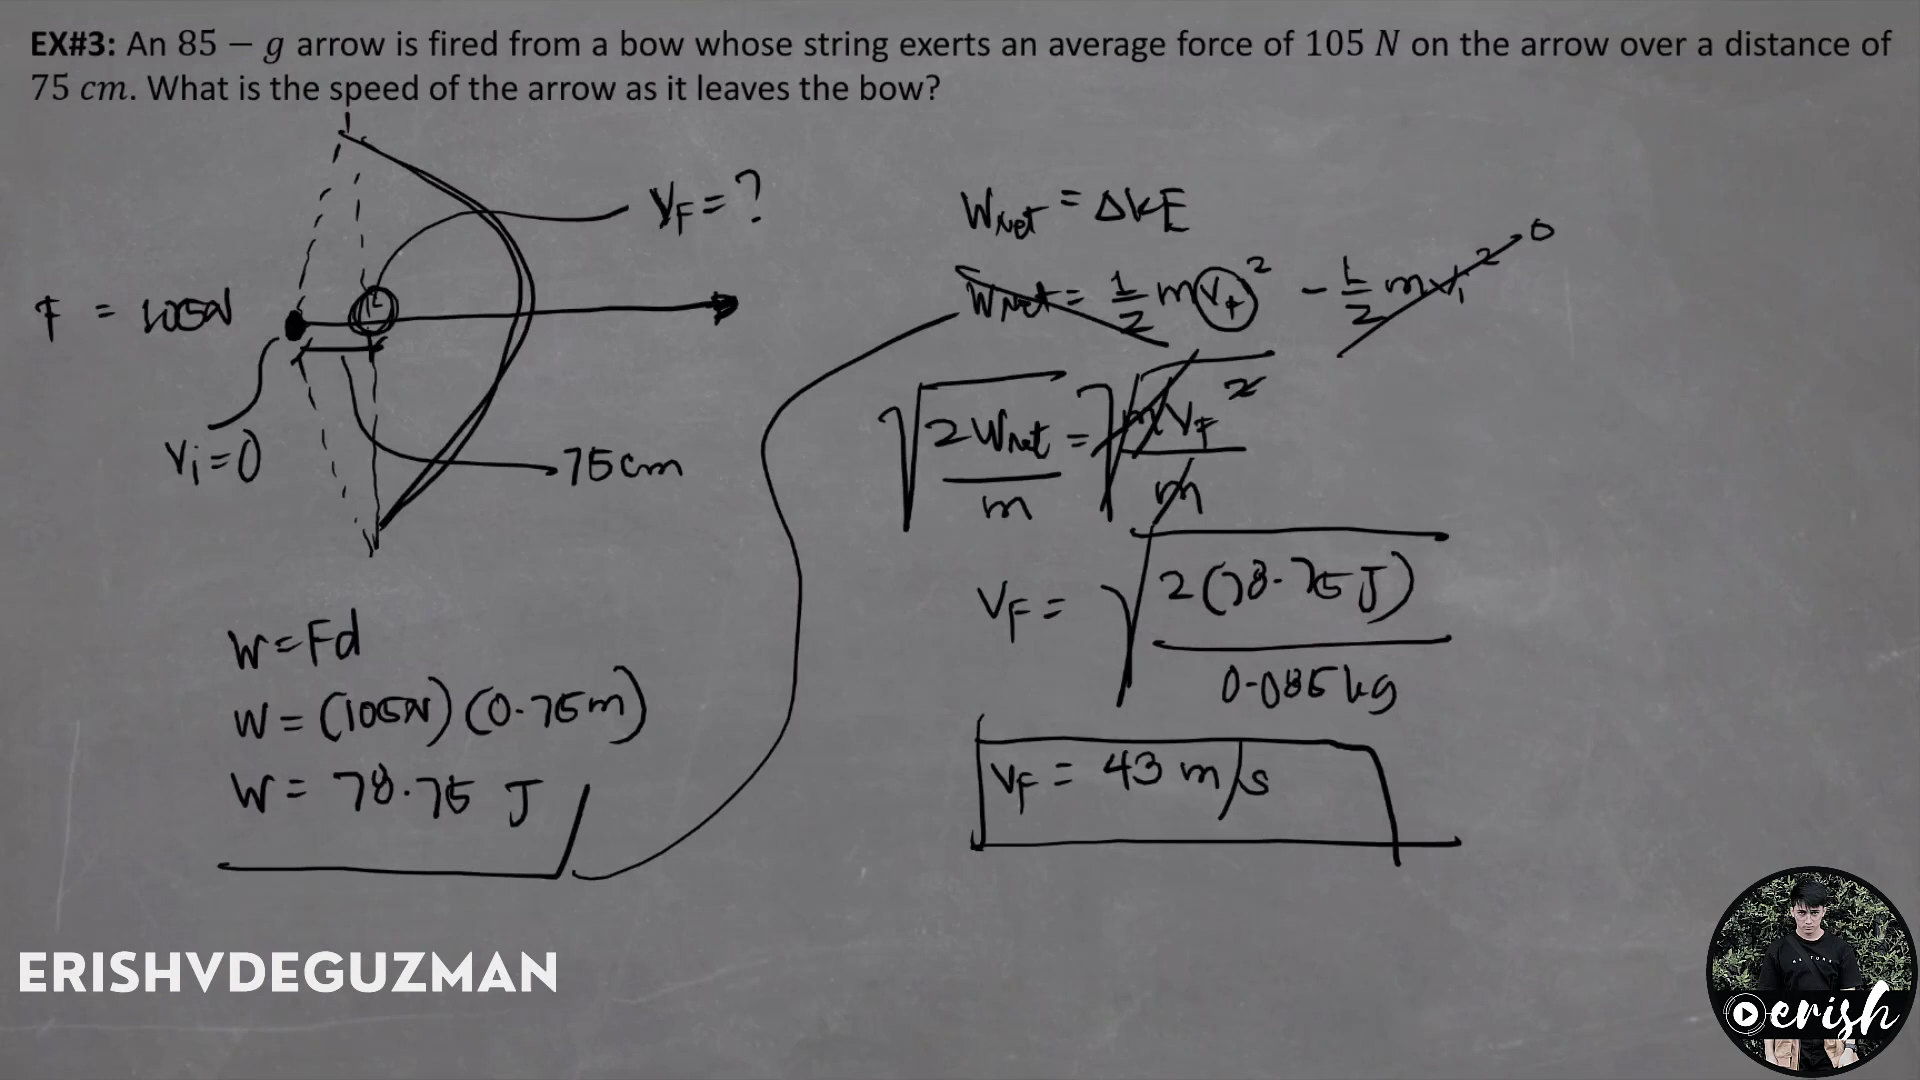 EX#3: An 85 − g arrow is fired from a bow whose string exerts an average force of 105 N on the arrow over a distance of
75 cm. What is the speed of the arrow as it leaves the bow?
V_F = ?
F = 105N
V_i = 0
75cm
W = Fd
W = (105N)(0.75m)
W = 78.75 J
W_Net = ΔKE
W_Net = 1/2 m V_f² − 1/2 m v_i² 0
√(2W_net/m) = √(mV_F²/m)
V_F = √(2(78.75 J)/0.085kg)
V_F = 43 m/s
ERISHVDEGUZMAN
erish